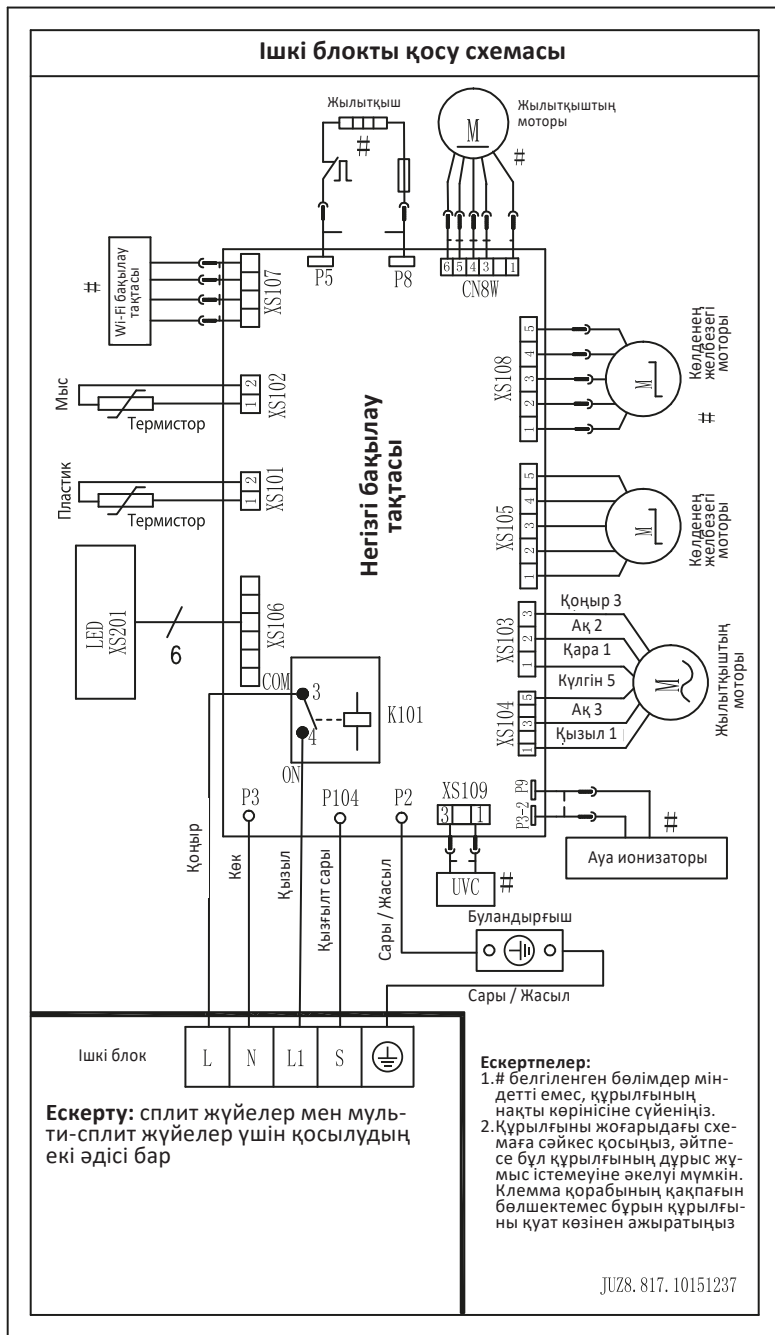 Ішкі блокты қосу схемасы
Жылытқыш
#
Жылытқыштың
моторы
M
#
P5
P8
6 5 4 3 1
CN8W
#
Wi-Fi бақылау
тақтасы
XS107
Мыс
Термистор
2
1
XS102
Пластик
Термистор
2
1
XS101
Негізгі бақылау
тақтасы
XS108
5
4
3
2
1
M
Көлденең
желбезегі
моторы
#
XS105
5
4
3
2
1
M
Көлденең
желбезегі
моторы
LED
XS201
6
XS106
XS103
3
2
1
Қоңыр 3
Ақ 2
Қара 1
XS104
5
3
1
Күлгін 5
Ақ 3
Қызыл 1
M
Жылытқыштың
моторы
COM
3
4
K101
ON
P3
P104
P2
XS109
3 1
P9
P3-2
#
Ауа ионизаторы
UVC
#
Қоңыр
Көк
Қызыл
Қызғылт сары
Сары / Жасыл
Буландырғыш
Сары / Жасыл
Ішкі блок
L N L1 S
Ескерту: сплит жүйелер мен муль-
ти-сплит жүйелер үшін қосылудың
екі әдісі бар
Ескертпелер:
1.# белгіленген бөлімдер мін-
детті емес, құрылғының
нақты көрінісіне сүйеніңіз.
2.Құрылғыны жоғарыдағы схе-
маға сәйкес қосыңыз, әйтпе-
се бұл құрылғының дұрыс жұ-
мыс істемеуіне әкелуі мүмкін.
Клемма қорабының қақпағын
бөлшектемес бұрын құрылғы-
ны қуат көзінен ажыратыңыз
JUZ8. 817. 10151237